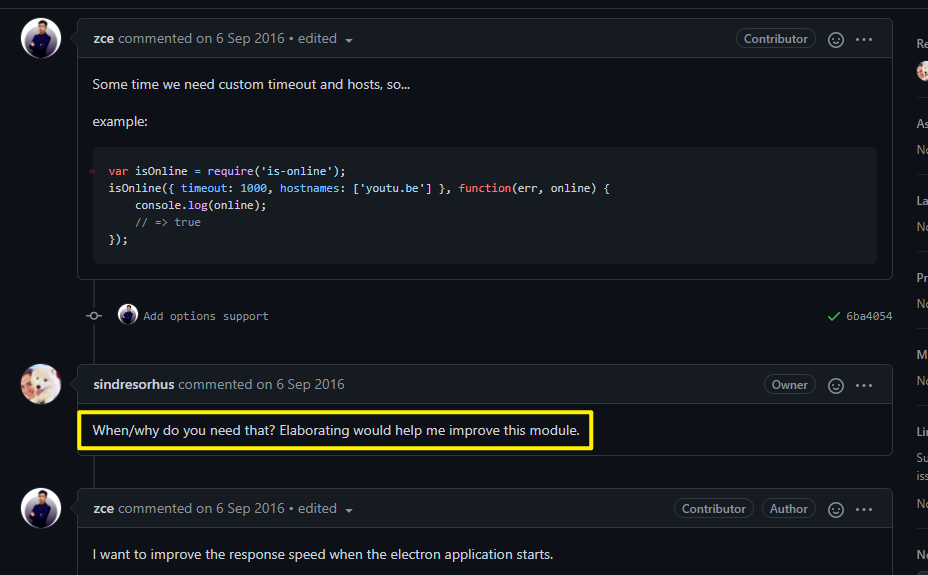 zce commented on 6 Sep 2016 • edited
Contributor
Some time we need custom timeout and hosts, so...
example:
var isOnline = require('is-online');
isOnline({ timeout: 1000, hostnames: ['youtu.be'] }, function(err, online) {
console.log(online);
// => true
});
Add options support
6ba4054
sindresorhus commented on 6 Sep 2016
Owner
When/why do you need that? Elaborating would help me improve this module.
zce commented on 6 Sep 2016 • edited
Contributor
Author
I want to improve the response speed when the electron application starts.
Re
As
No
La
No
Pr
No
M
No
Li
Su
iss
No
No